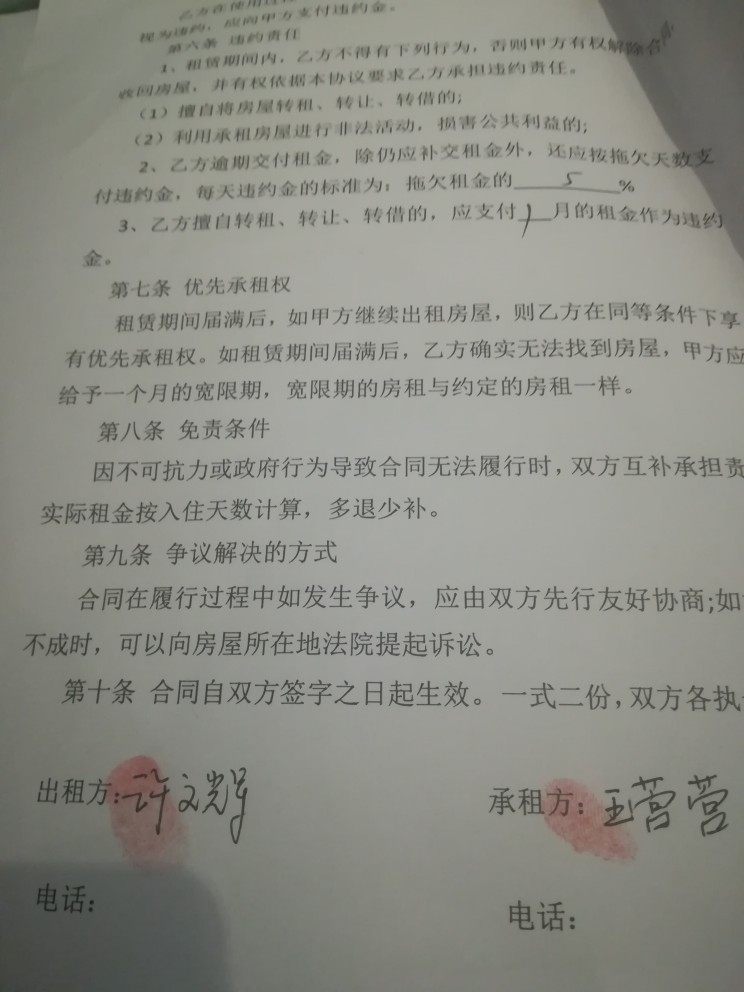 乙方在使用过程
视为违约，应向甲方支付违约金。
第六条 违约责任
1、租赁期间内，乙方不得有下列行为，否则甲方有权解除合同，
收回房屋，并有权依据本协议要求乙方承担违约责任。
（1）擅自将房屋转租、转让、转借的;
（2）利用承租房屋进行非法活动，损害公共利益的;
2、乙方逾期交付租金，除仍应补交租金外，还应按拖欠天数支
付违约金，每天违约金的标准为：拖欠租金的 5 %
3、乙方擅自转租、转让、转借的，应支付 1 月的租金作为违约
金。
第七条 优先承租权
租赁期间届满后，如甲方继续出租房屋，则乙方在同等条件下享
有优先承租权。如租赁期间届满后，乙方确实无法找到房屋，甲方应
给予一个月的宽限期，宽限期的房租与约定的房租一样。
第八条 免责条件
因不可抗力或政府行为导致合同无法履行时，双方互补承担责
实际租金按入住天数计算，多退少补。
第九条 争议解决的方式
合同在履行过程中如发生争议，应由双方先行友好协商;如
不成时，可以向房屋所在地法院提起诉讼。
第十条 合同自双方签字之日起生效。一式二份，双方各执
出租方：许文辉 承租方：王营营
电话： 电话：